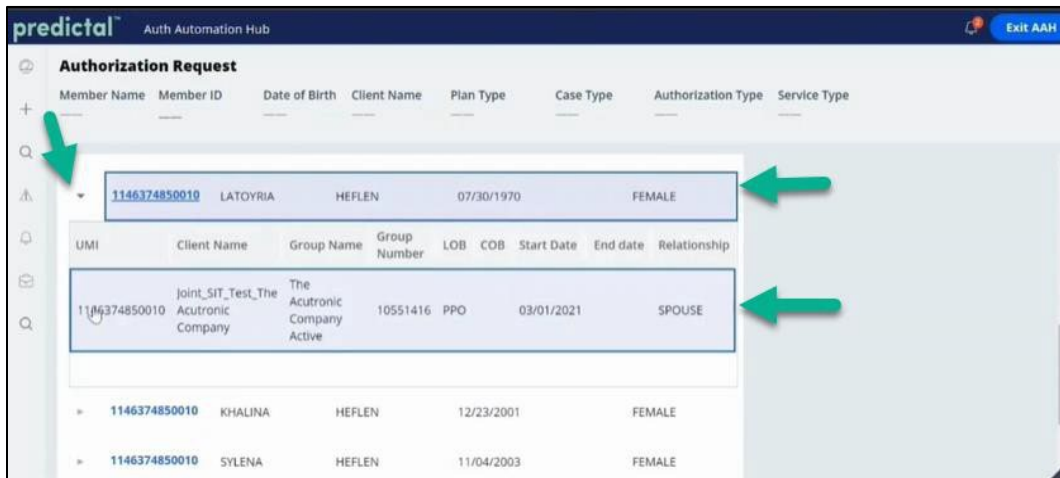 predictal™ Auth Automation Hub 2 Exit AAH
Authorization Request
Member Name Member ID Date of Birth Client Name Plan Type Case Type Authorization Type Service Type
1146374850010 LATOYRIA HEFLEN 07/30/1970 FEMALE
UMI Client Name Group Name Group Number LOB COB Start Date End date Relationship
1146374850010 Joint_SIT_Test_The Acutronic Company The Acutronic Company Active 10551416 PPO 03/01/2021 SPOUSE
1146374850010 KHALINA HEFLEN 12/23/2001 FEMALE
1146374850010 SYLENA HEFLEN 11/04/2003 FEMALE